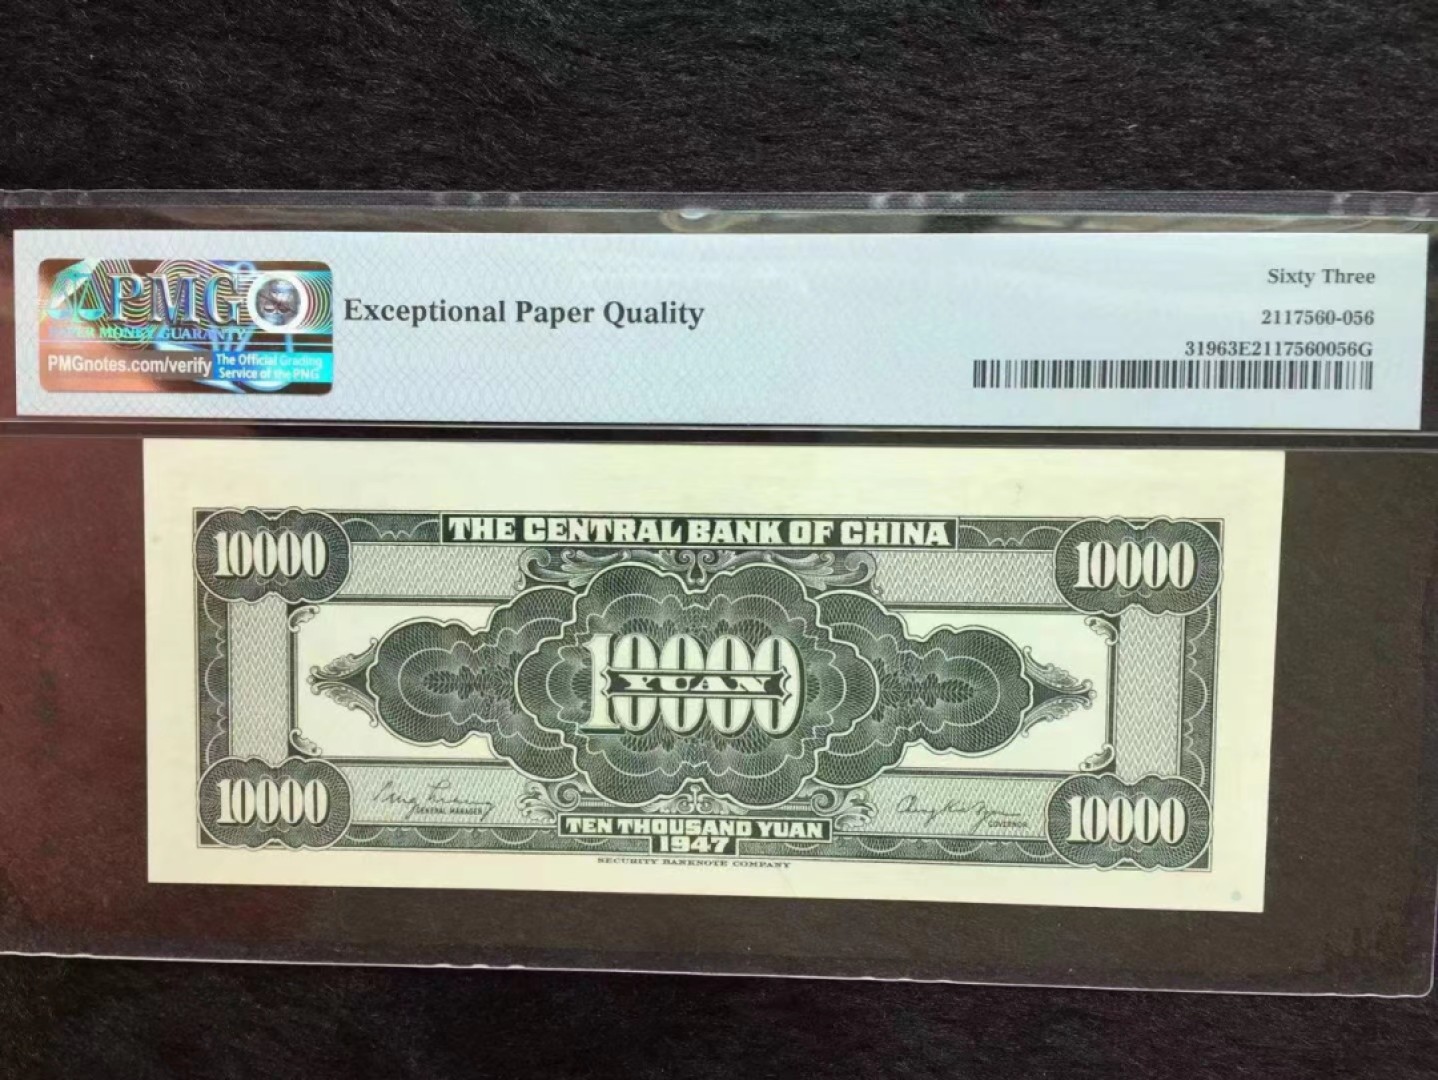 PMG
PAPER MONEY GUARANTY
PMGnotes.com/verify
The Official Grading
Service of the PNG
Exceptional Paper Quality
Sixty Three
2117560-056
31963E2117560056G
THE CENTRAL BANK OF CHINA
10000
10000
10000
YUAN
10000
10000
GENERAL MANAGER
GOVERNOR
TEN THOUSAND YUAN
1947
SECURITY BANKNOTE COMPANY